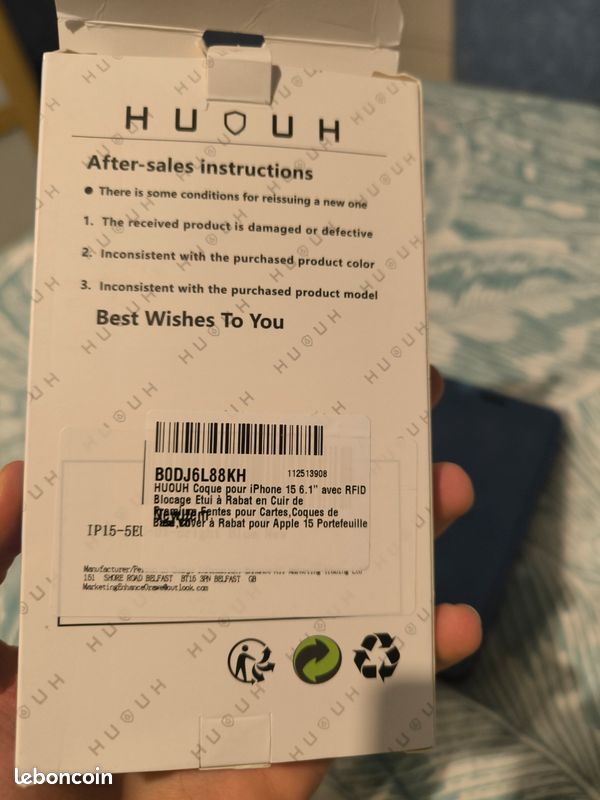 HUOUH
After-sales instructions
● There is some conditions for reissuing a new one
1. The received product is damaged or defective
2. Inconsistent with the purchased product color
3. Inconsistent with the purchased product model
Best Wishes To You
B0DJ6L88KH 112513908
HUOUH Coque pour iPhone 15 6.1" avec RFID
Blocage Etui à Rabat en Cuir de
Fentes pour Cartes,Coques de
à Rabat pour Apple 15 Portefeuille
IP15-5
Manufacturer/
151 SHORE ROAD BELFAST BT15 3PN BELFAST GB
leboncoin